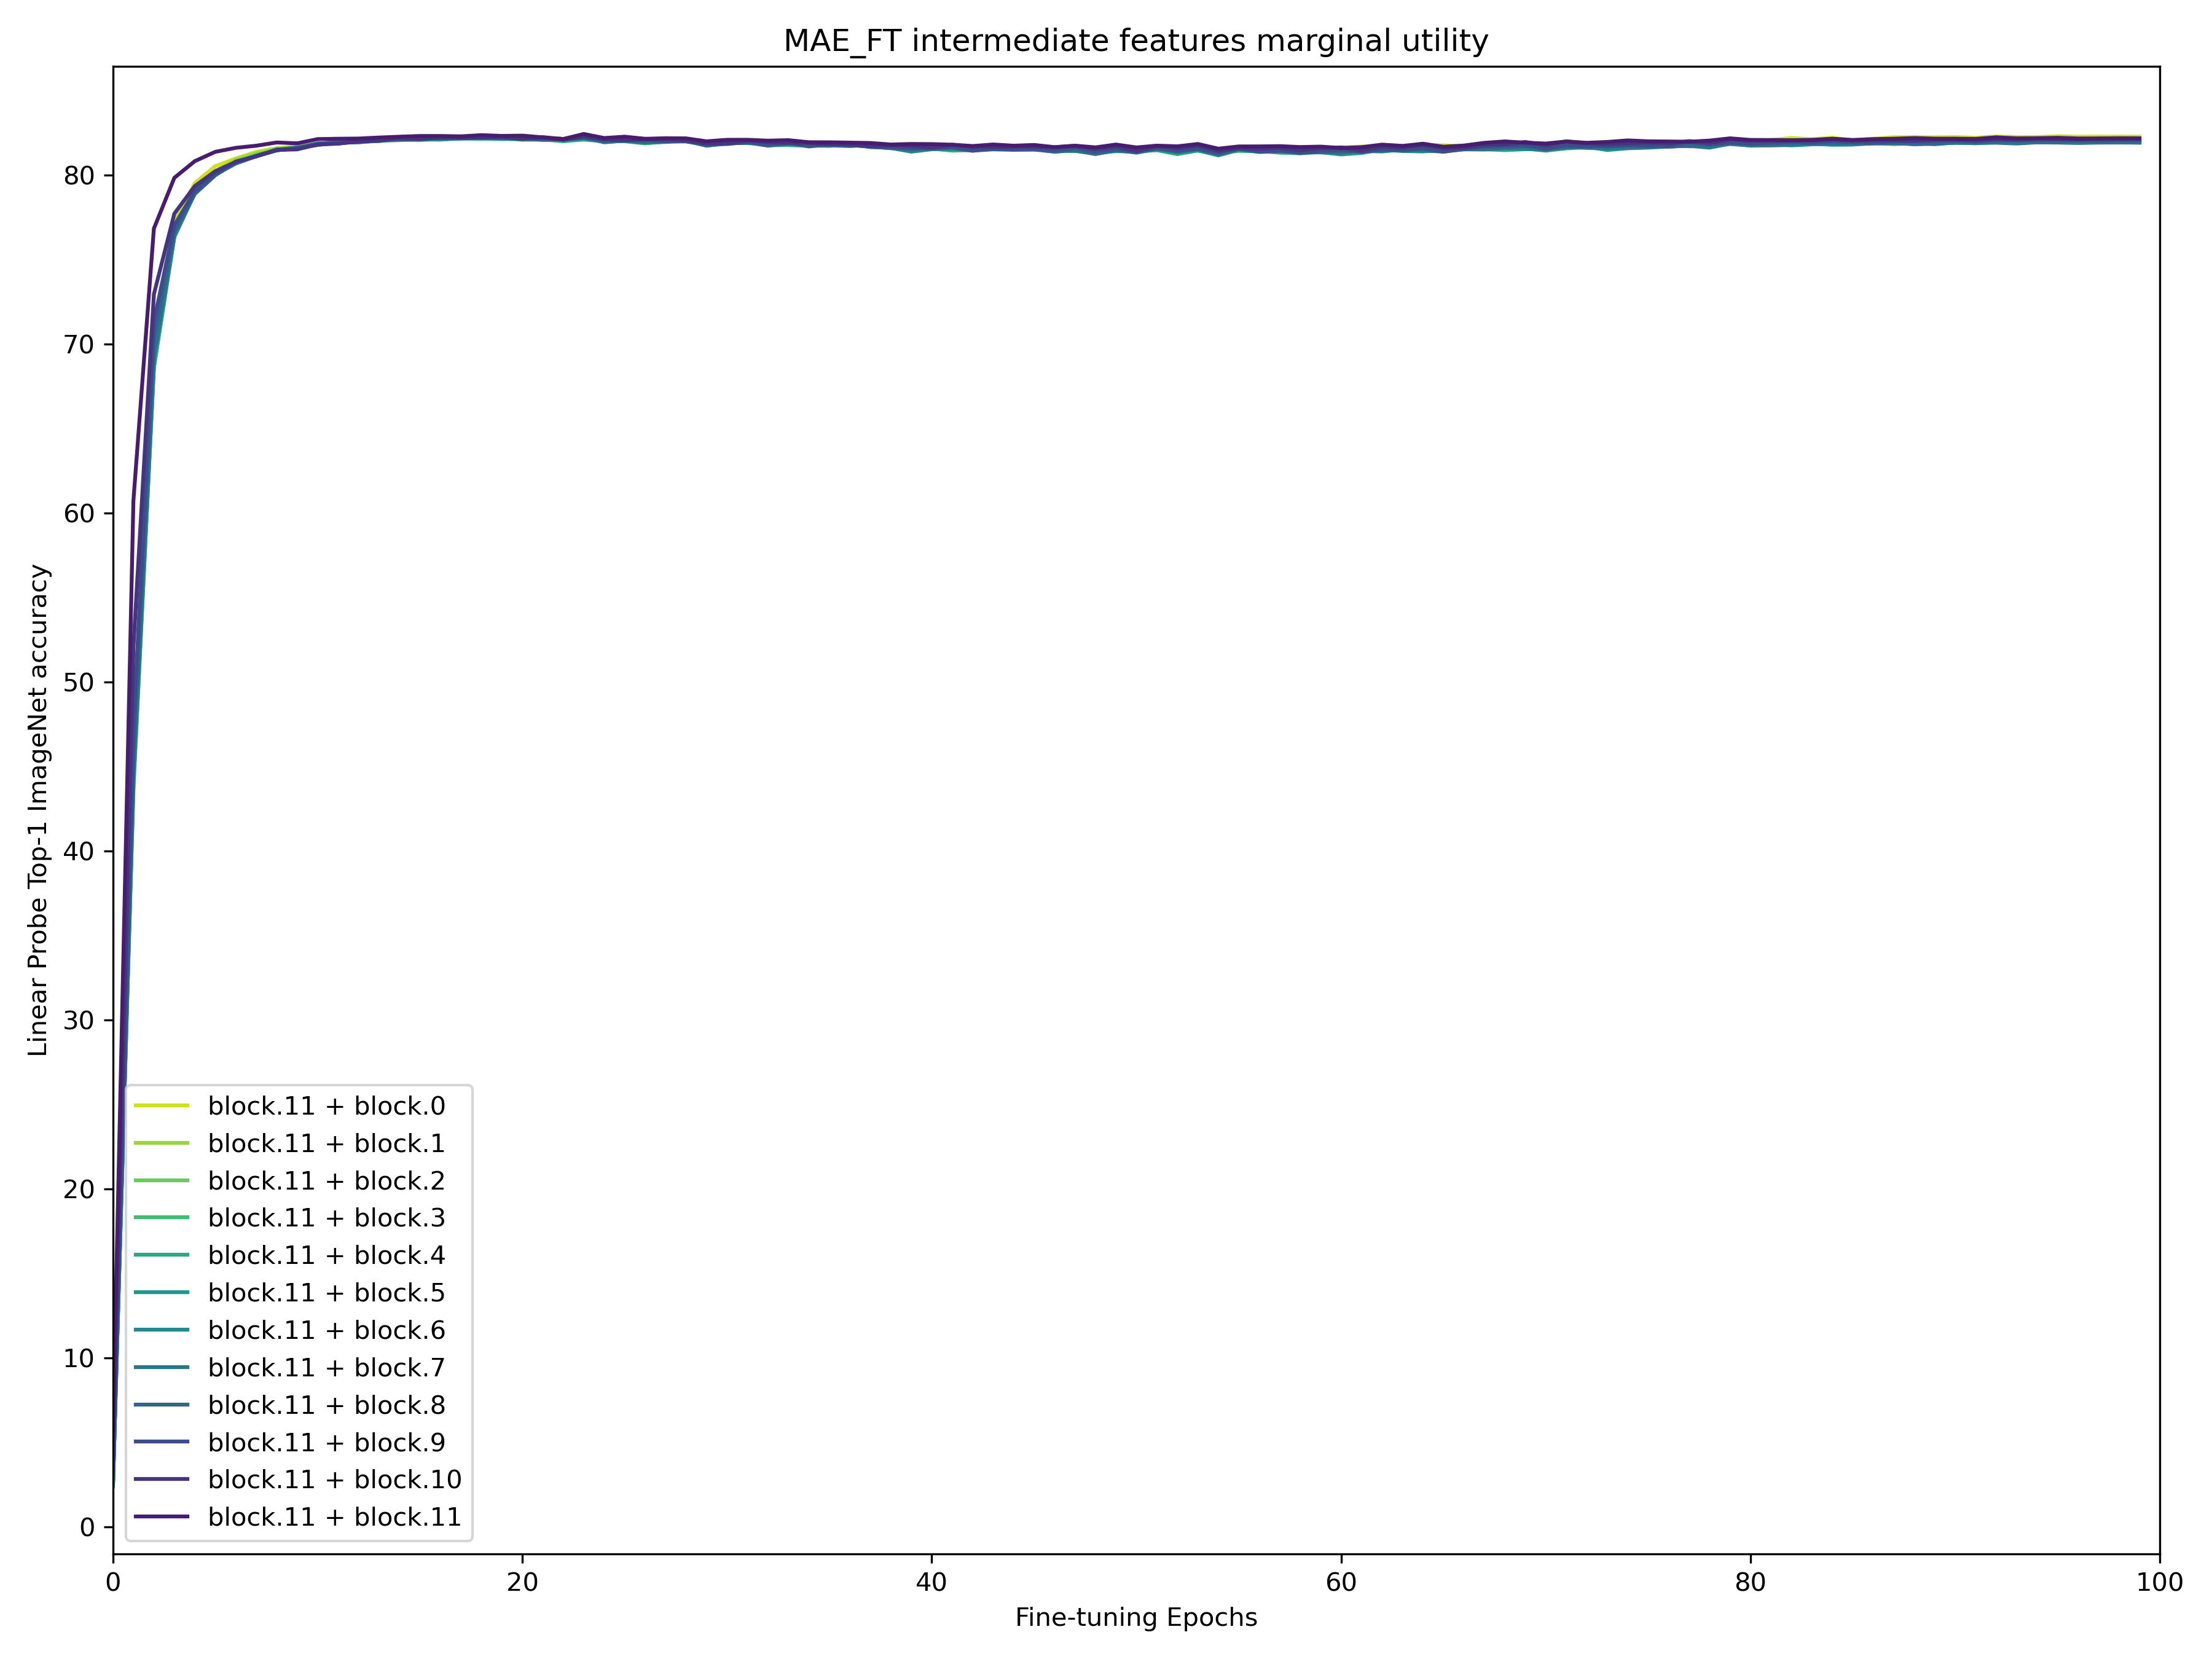 MAE_FT intermediate features marginal utility
Linear Probe Top-1 ImageNet accuracy
80
70
60
50
40
30
20
10
0
block.11 + block.0
block.11 + block.1
block.11 + block.2
block.11 + block.3
block.11 + block.4
block.11 + block.5
block.11 + block.6
block.11 + block.7
block.11 + block.8
block.11 + block.9
block.11 + block.10
block.11 + block.11
0 20 40 60 80 100
Fine-tuning Epochs